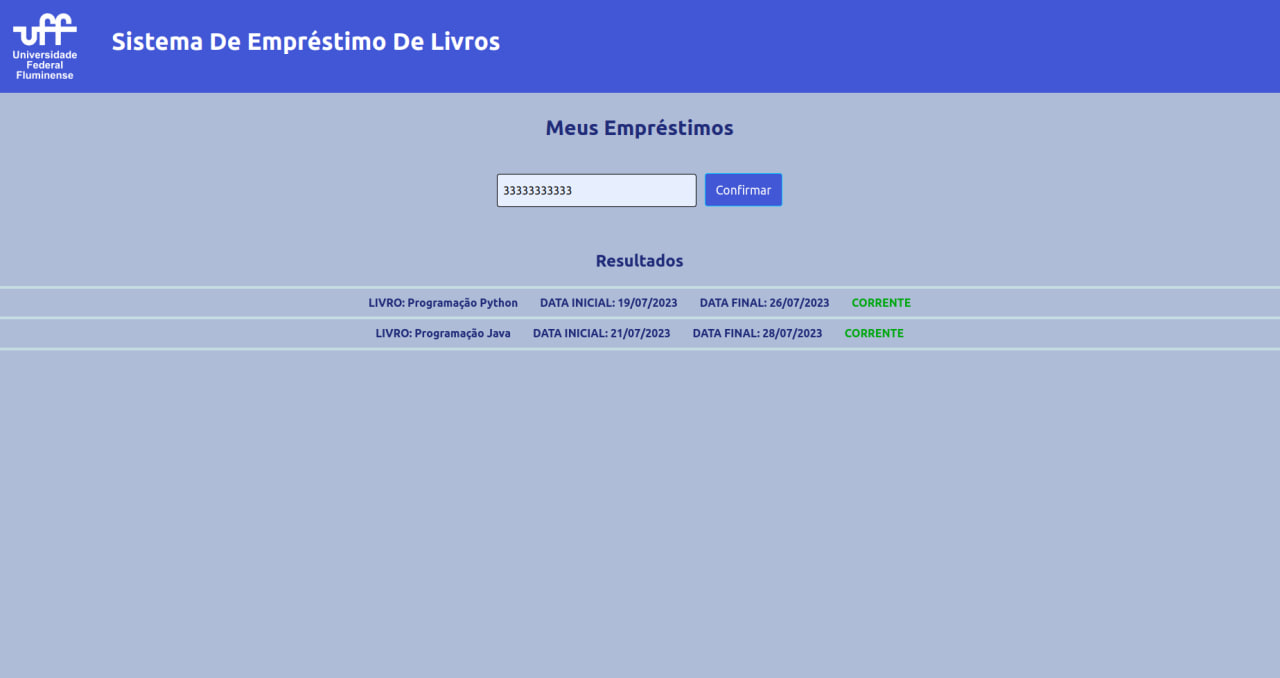 uff
Universidade
Federal
Fluminense
Sistema De Empréstimo De Livros
Meus Empréstimos
33333333333
Confirmar
Resultados
LIVRO: Programação Python DATA INICIAL: 19/07/2023 DATA FINAL: 26/07/2023 CORRENTE
LIVRO: Programação Java DATA INICIAL: 21/07/2023 DATA FINAL: 28/07/2023 CORRENTE